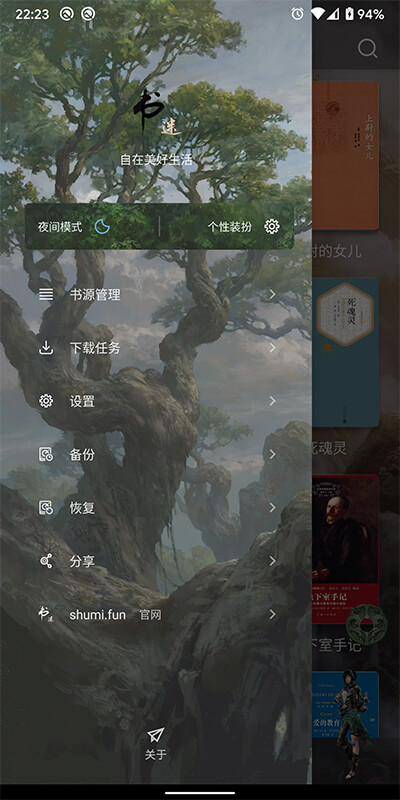 22:23
94%
书迷
自在美好生活
夜间模式
个性装扮
书源管理
下载任务
设置
备份
恢复
分享
书迷
shumi.fun 官网
关于
上尉的女儿
尉的女儿
死魂灵
死魂灵
下室手记
下室手记
爱的教育